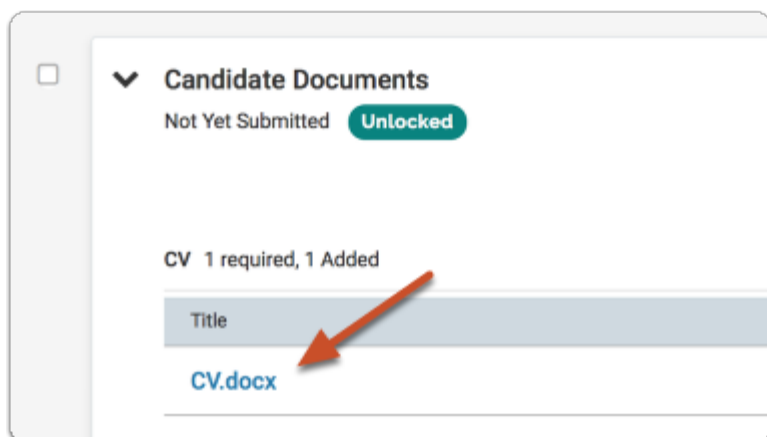 Candidate Documents
Not Yet Submitted Unlocked
CV 1 required, 1 Added
Title
CV.docx